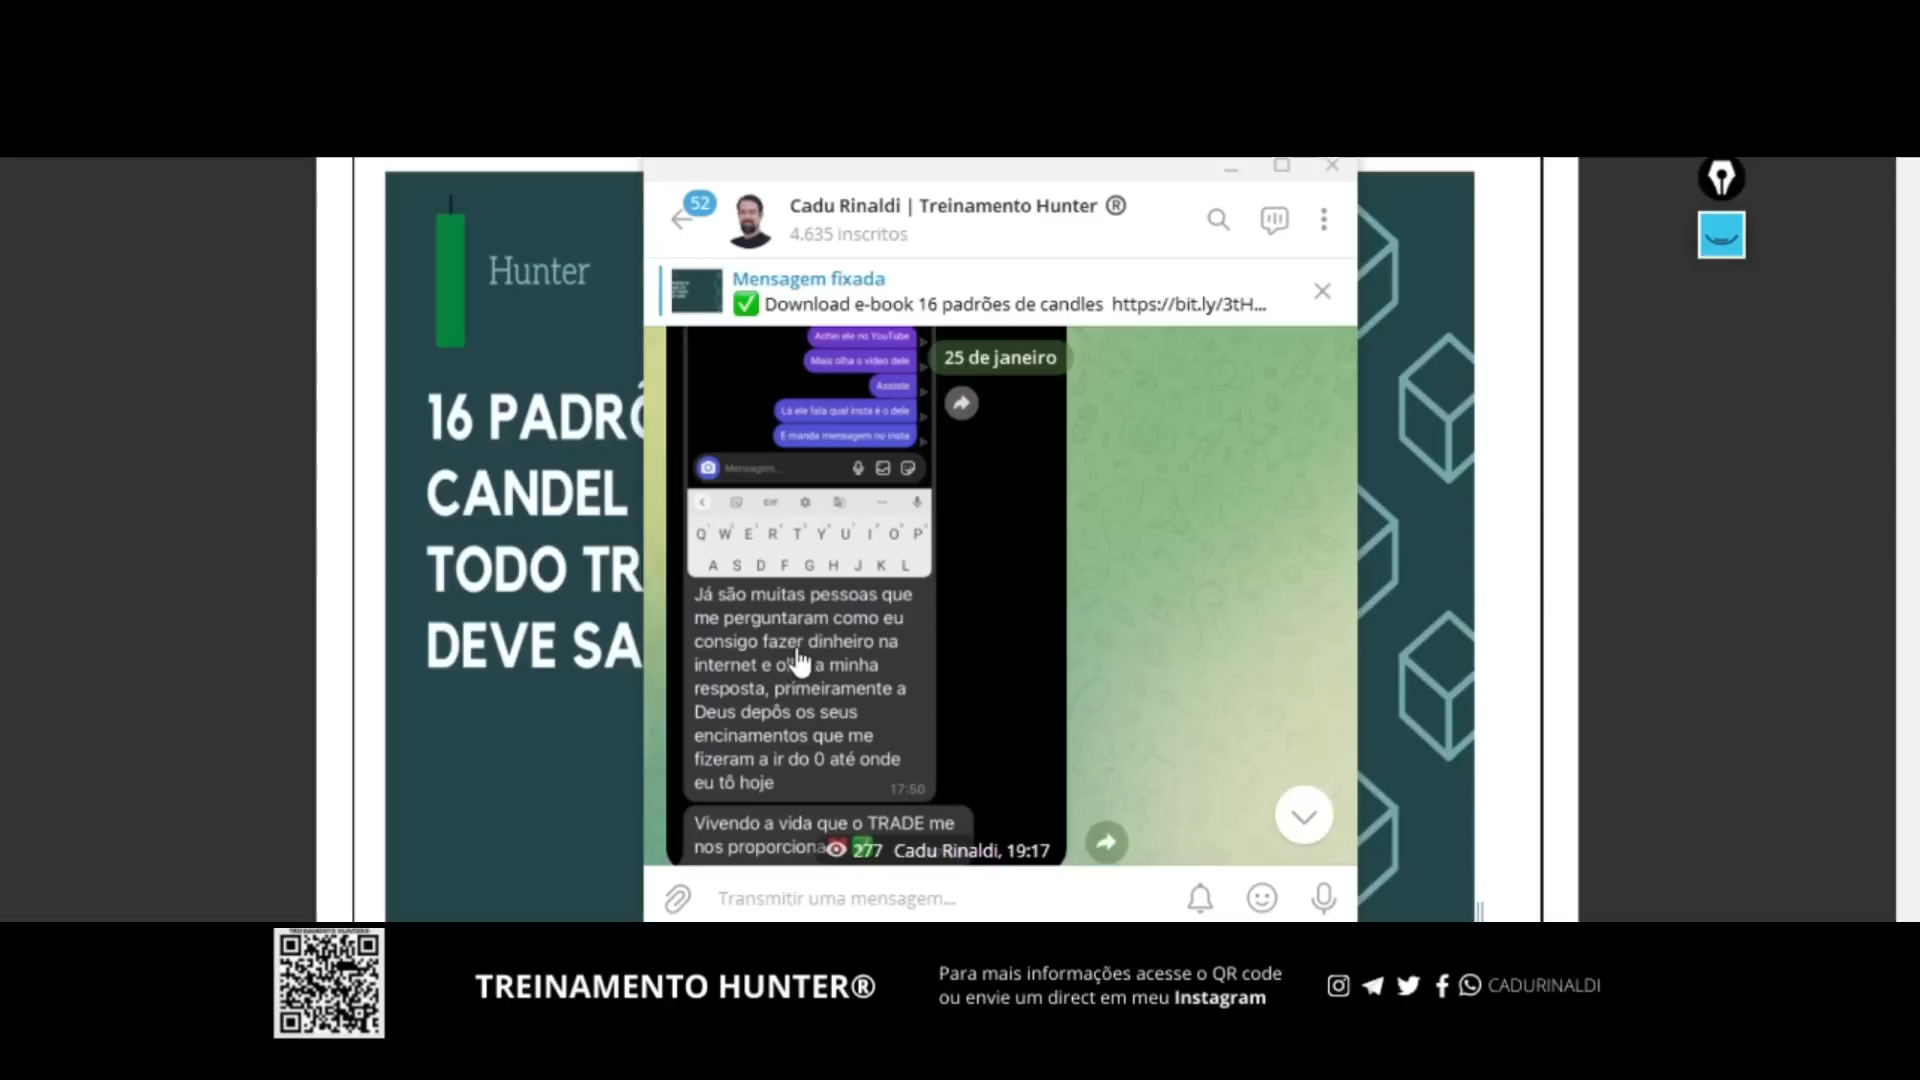 Hunter
16 PADRÕ
CANDEL
TODO TR
DEVE SA
52
Cadu Rinaldi | Treinamento Hunter ®
4.635 inscritos
Mensagem fixada
✅ Download e-book 16 padrões de candles https://bit.ly/3tH...
25 de janeiro
Achei ele no YouTube
Mais olha o video dele
Assiste
Lá ele fala qual insta é o dele
E manda mensagem no insta
Mensagem...
GIF
Q W E R T Y U I O P
A S D F G H J K L
Já são muitas pessoas que
me perguntaram como eu
consigo fazer dinheiro na
internet e a minha
resposta, primeiramente a
Deus depôs os seus
encinamentos que me
fizeram a ir do 0 até onde
eu tô hoje
17:50
Vivendo a vida que o TRADE me
nos proporciona
277 Cadu Rinaldi, 19:17
Transmitir uma mensagem...
TREINAMENTO HUNTER®
Para mais informações acesse o QR code
ou envie um direct em meu Instagram
CADURINALDI